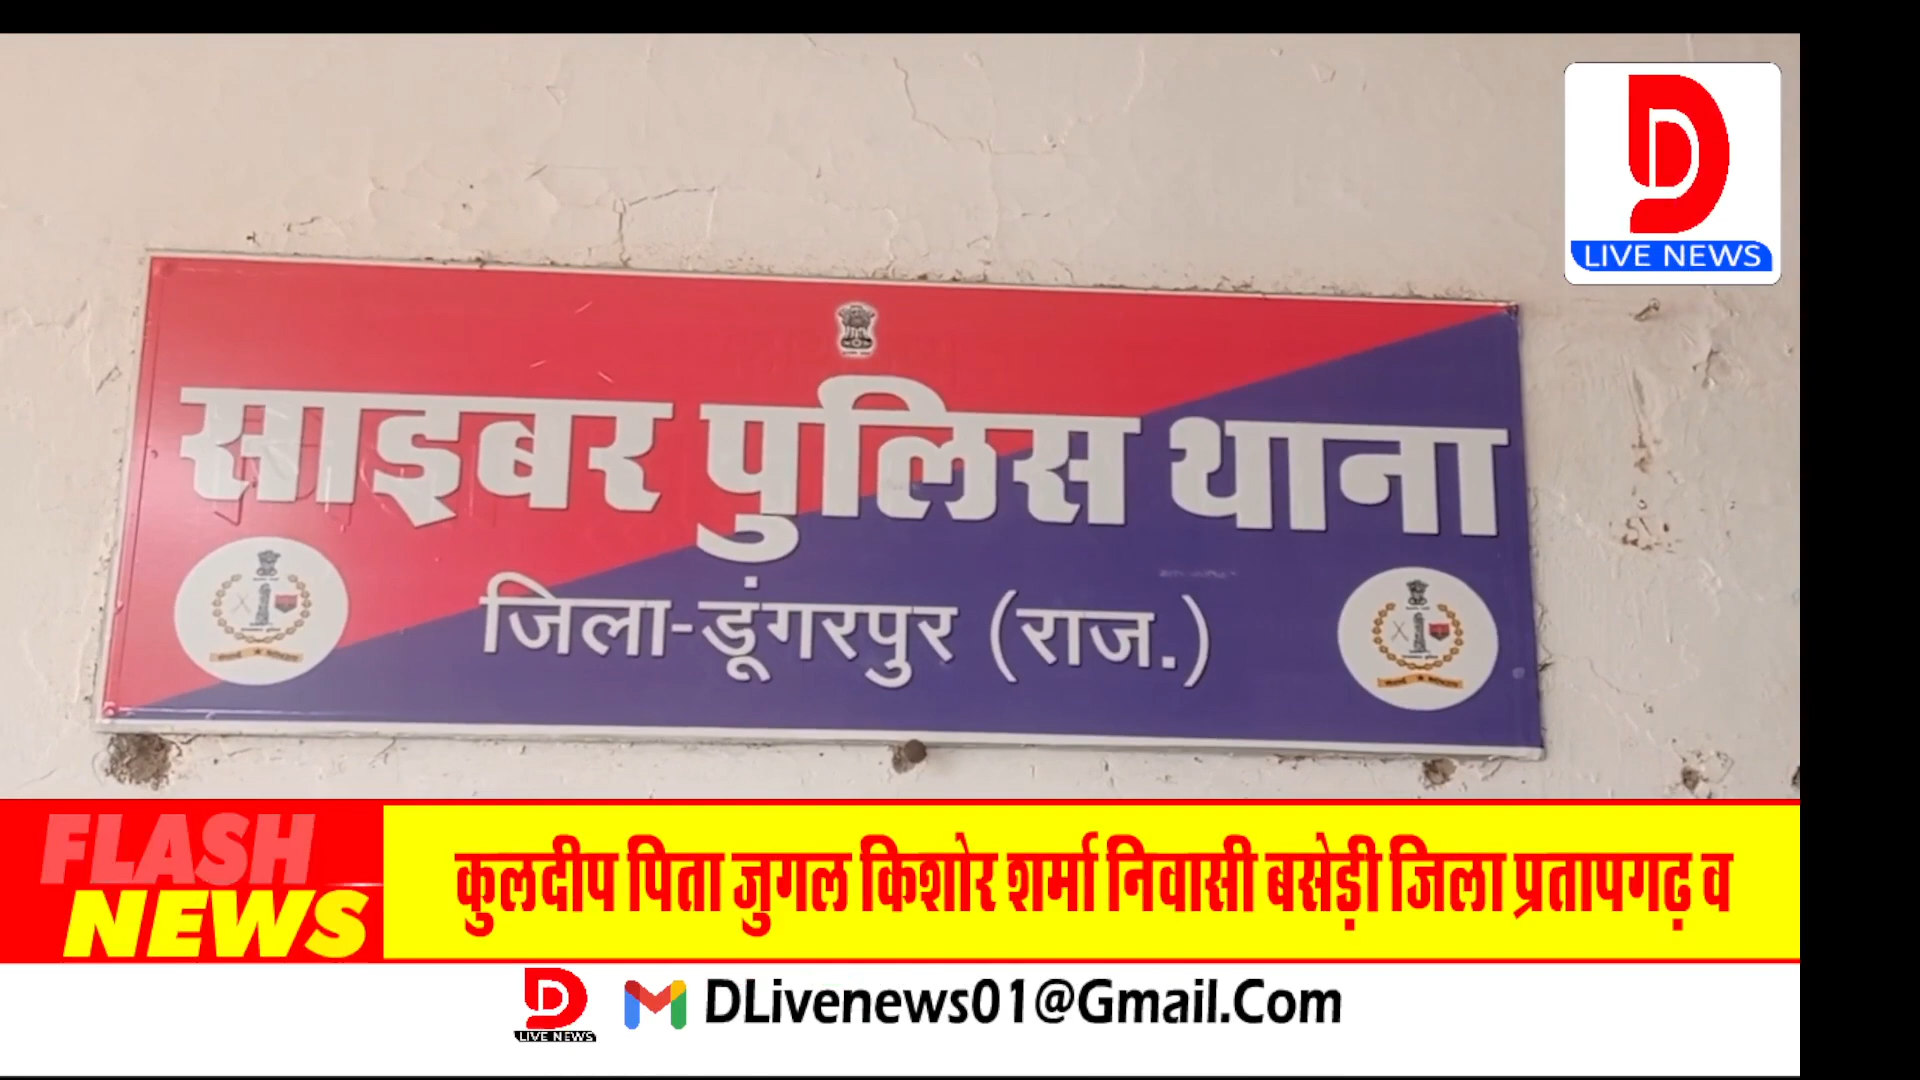 LIVE NEWS
साइबर पुलिस थाना
जिला-डूंगरपुर (राज.)
FLASH
NEWS
कुलदीप पिता जुगल किशोर शर्मा निवासी बसेड़ी जिला प्रतापगढ़ व
LIVE NEWS
DLivenews01@Gmail.Com